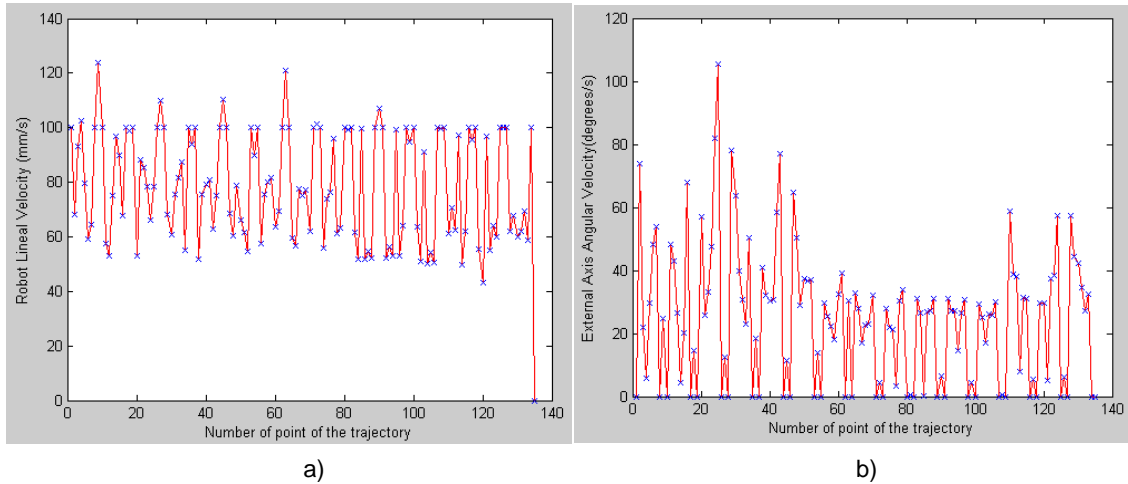 140
120
100
80
60
40
20
0
0 20 40 60 80 100 120 140
Robot Lineal Velocity (mm/s)
Number of point of the trajectory
a)
120
100
80
60
40
20
0
0 20 40 60 80 100 120 140
External Axis Angular Velocity(degrees/s)
Number of point of the trajectory
b)